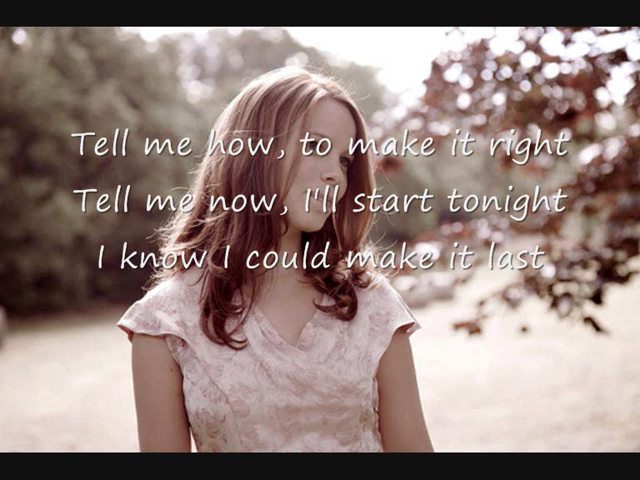 Tell me how, to make it right
Tell me now, I'll start tonight
I know I could make it last